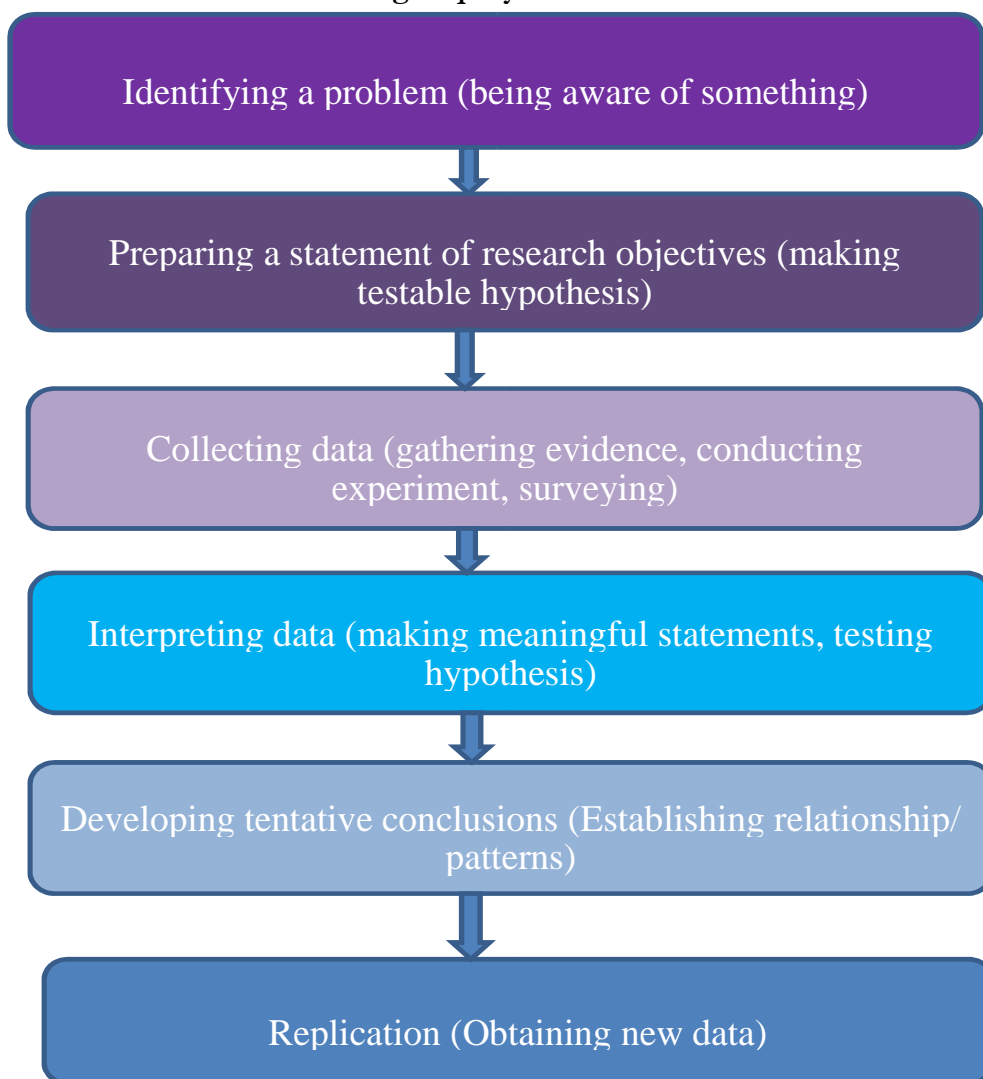 Identifying a problem (being aware of something)
Preparing a statement of research objectives (making
testable hypothesis)
Collecting data (gathering evidence, conducting
experiment, surveying)
Interpreting data (making meaningful statements, testing
hypothesis)
Developing tentative conclusions (Establishing relationship/
patterns)
Replication (Obtaining new data)